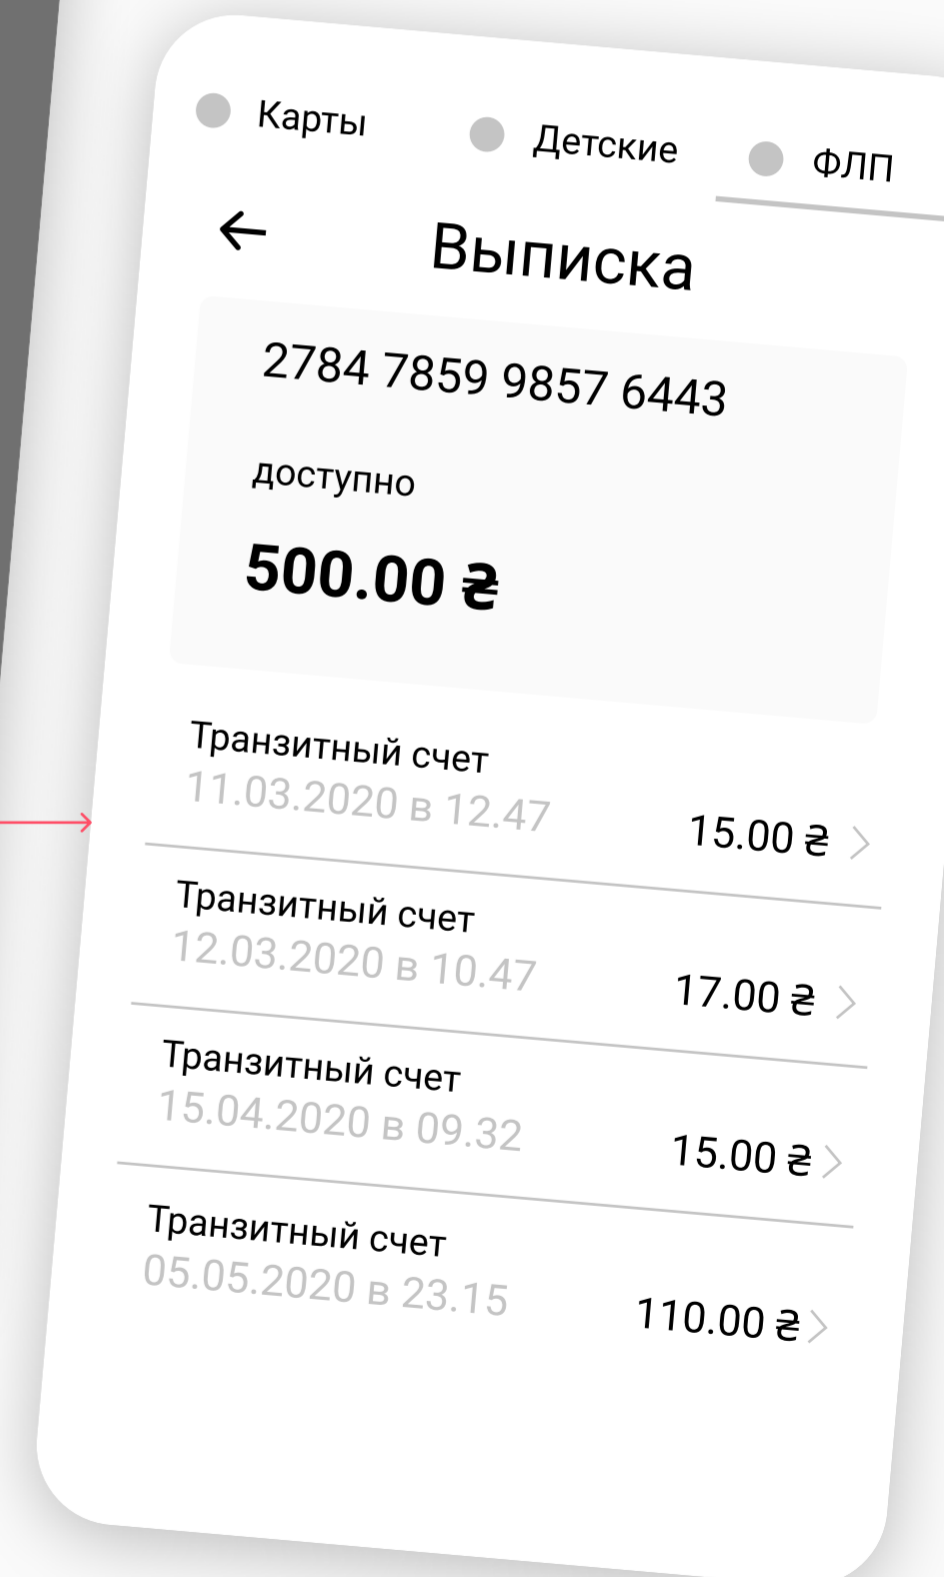 Карты
Детские
ФЛП
Выписка
2784 7859 9857 6443
доступно
500.00 ₴
Транзитный счет
11.03.2020 в 12.47
15.00 ₴
Транзитный счет
12.03.2020 в 10.47
17.00 ₴
Транзитный счет
15.04.2020 в 09.32
15.00 ₴
Транзитный счет
05.05.2020 в 23.15
110.00 ₴